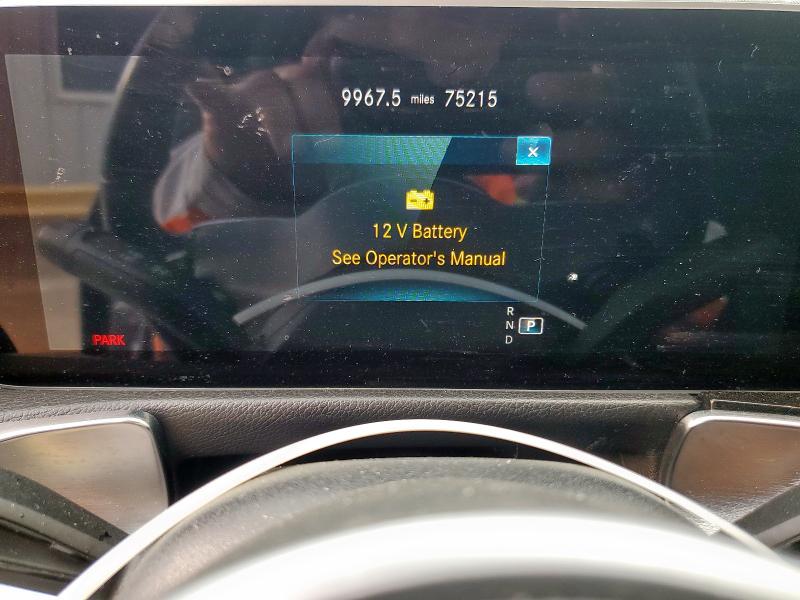 9967.5 miles 75215
X
12 V Battery
See Operator's Manual
R
N P
D
PARK